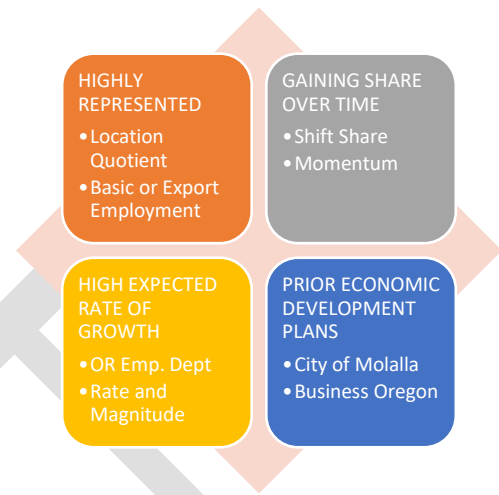 HIGHLY
REPRESENTED
• Location
Quotient
• Basic or Export
Employment
GAINING SHARE
OVER TIME
• Shift Share
• Momentum
HIGH EXPECTED
RATE OF
GROWTH
• OR Emp. Dept
• Rate and
Magnitude
PRIOR ECONOMIC
DEVELOPMENT
PLANS
• City of Molalla
• Business Oregon